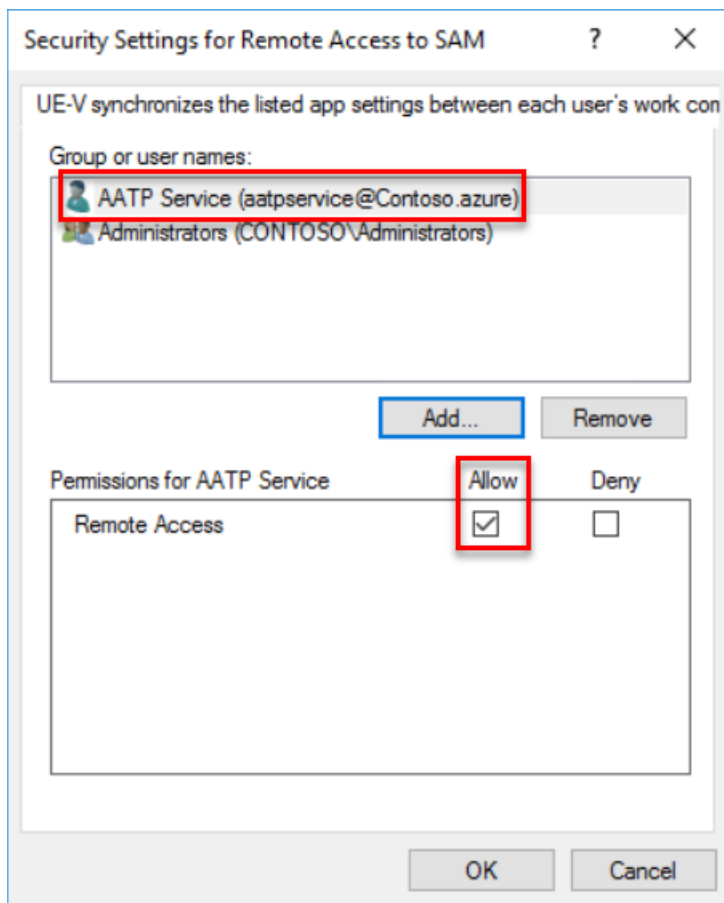 Security Settings for Remote Access to SAM ? ×
UE-V synchronizes the listed app settings between each user's work
Group or user names:
AATP Service (aatpservice@Contoso.azure)
Administrators (CONTOSO\Administrators)
Add... Remove
Permissions for AATP Service Allow Deny
Remote Access
OK Cancel